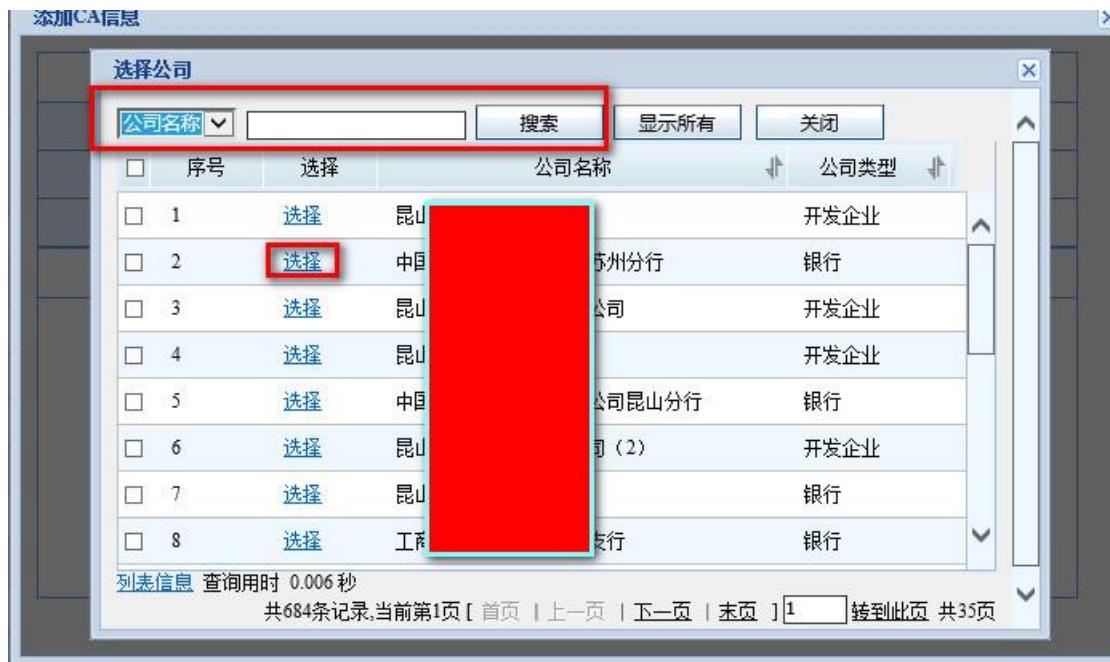 添加CA信息
选择公司
公司名称 搜索 显示所有 关闭
序号 选择 公司名称 公司类型
1 选择 昆山 开发企业
2 选择 中国 苏州分行 银行
3 选择 昆山 公司 开发企业
4 选择 昆山 开发企业
5 选择 中国 公司昆山分行 银行
6 选择 昆山 司（2） 开发企业
7 选择 昆山 银行
8 选择 工商 支行 银行
列表信息 查询用时 0.006 秒
共684条记录,当前第1页 [ 首页 | 上一页 | 下一页 | 末页 ] 1 转到此页 共35页